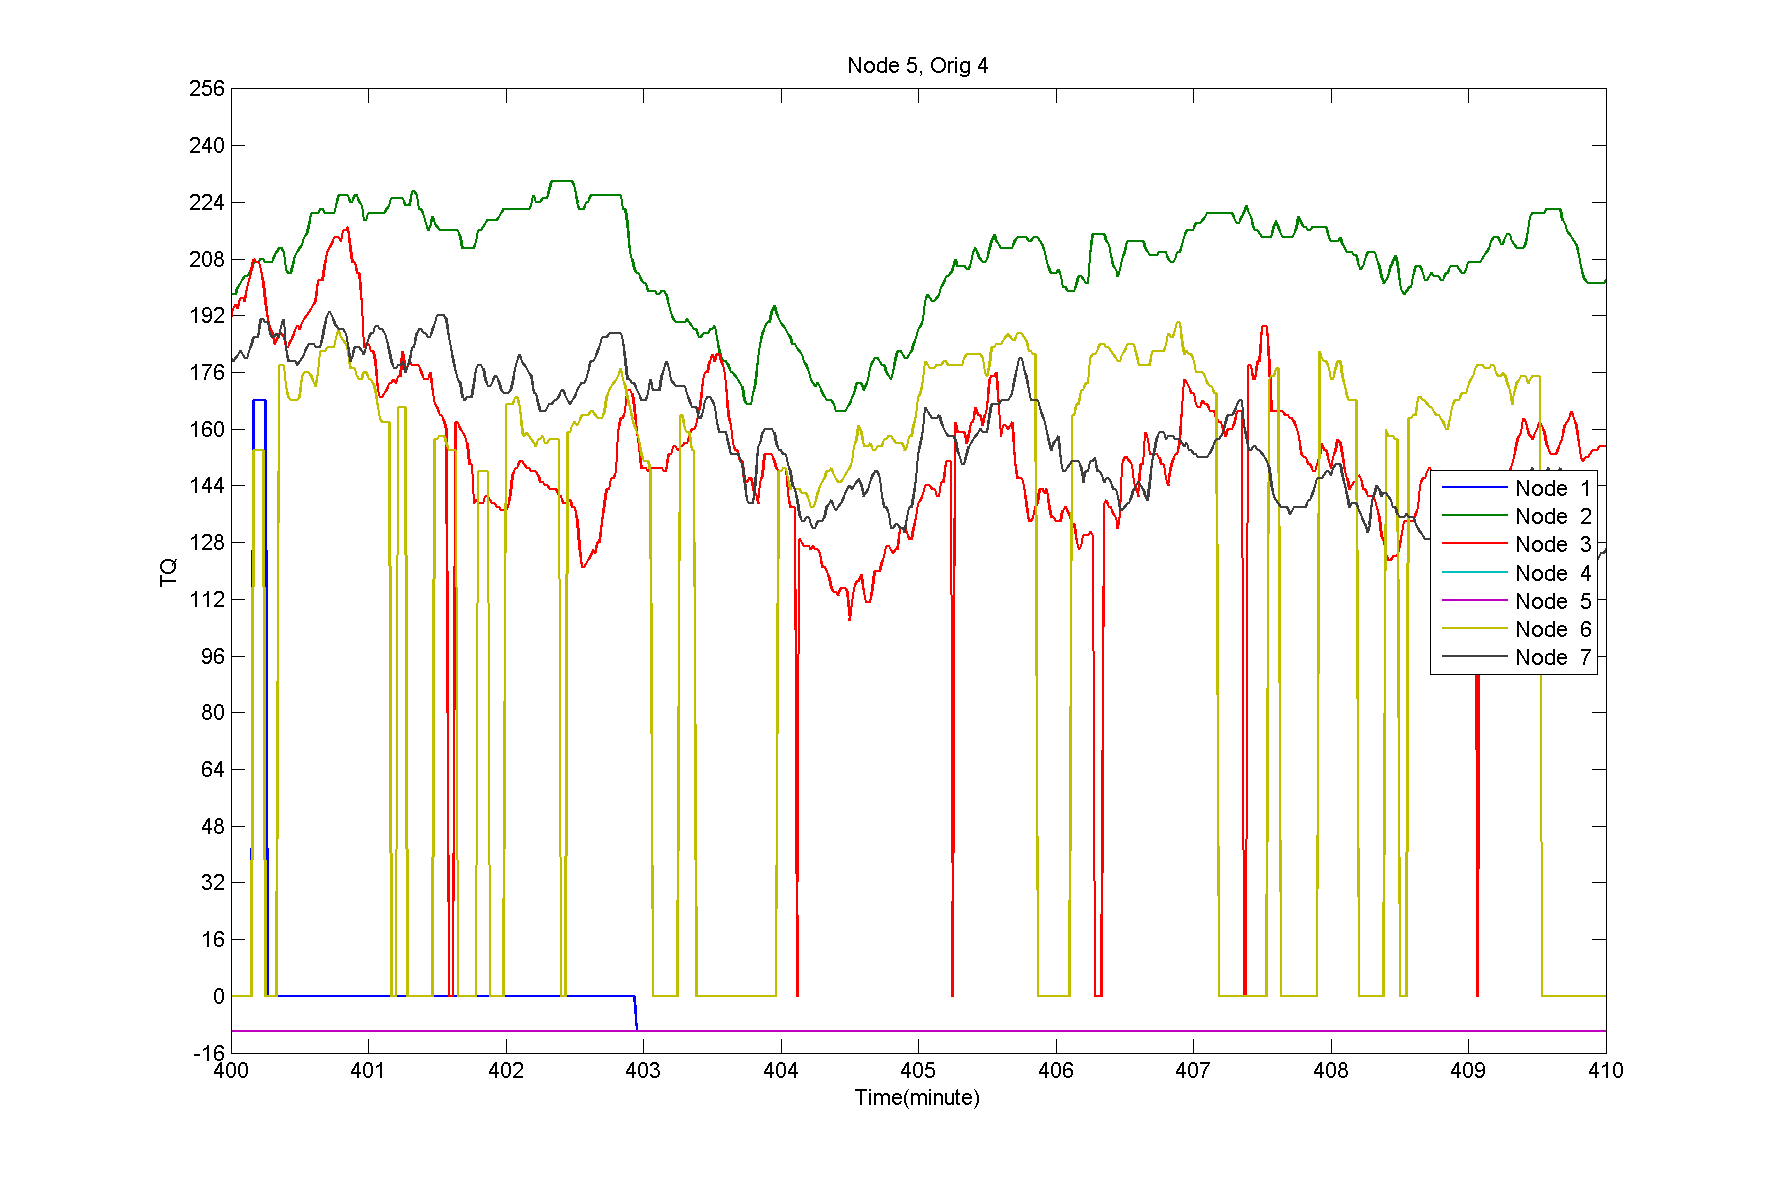 Node 5, Orig 4
256
240
224
208
192
176
160
144
128
112
96
80
64
48
32
16
0
-16
TQ
Node 1
Node 2
Node 3
Node 4
Node 5
Node 6
Node 7
400 401 402 403 404 405 406 407 408 409 410
Time(minute)